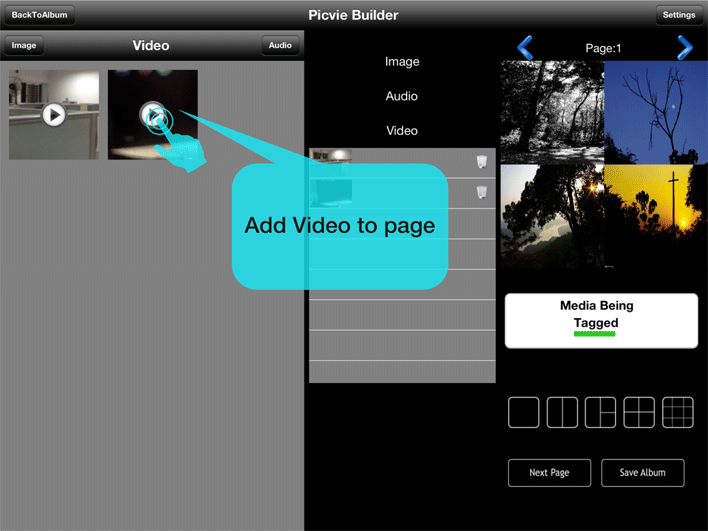 BackToAlbum
Picvie Builder
Settings
Image
Video
Audio
Image
Audio
Video
Page:1
Add Video to page
Media Being
Tagged
Next Page
Save Album